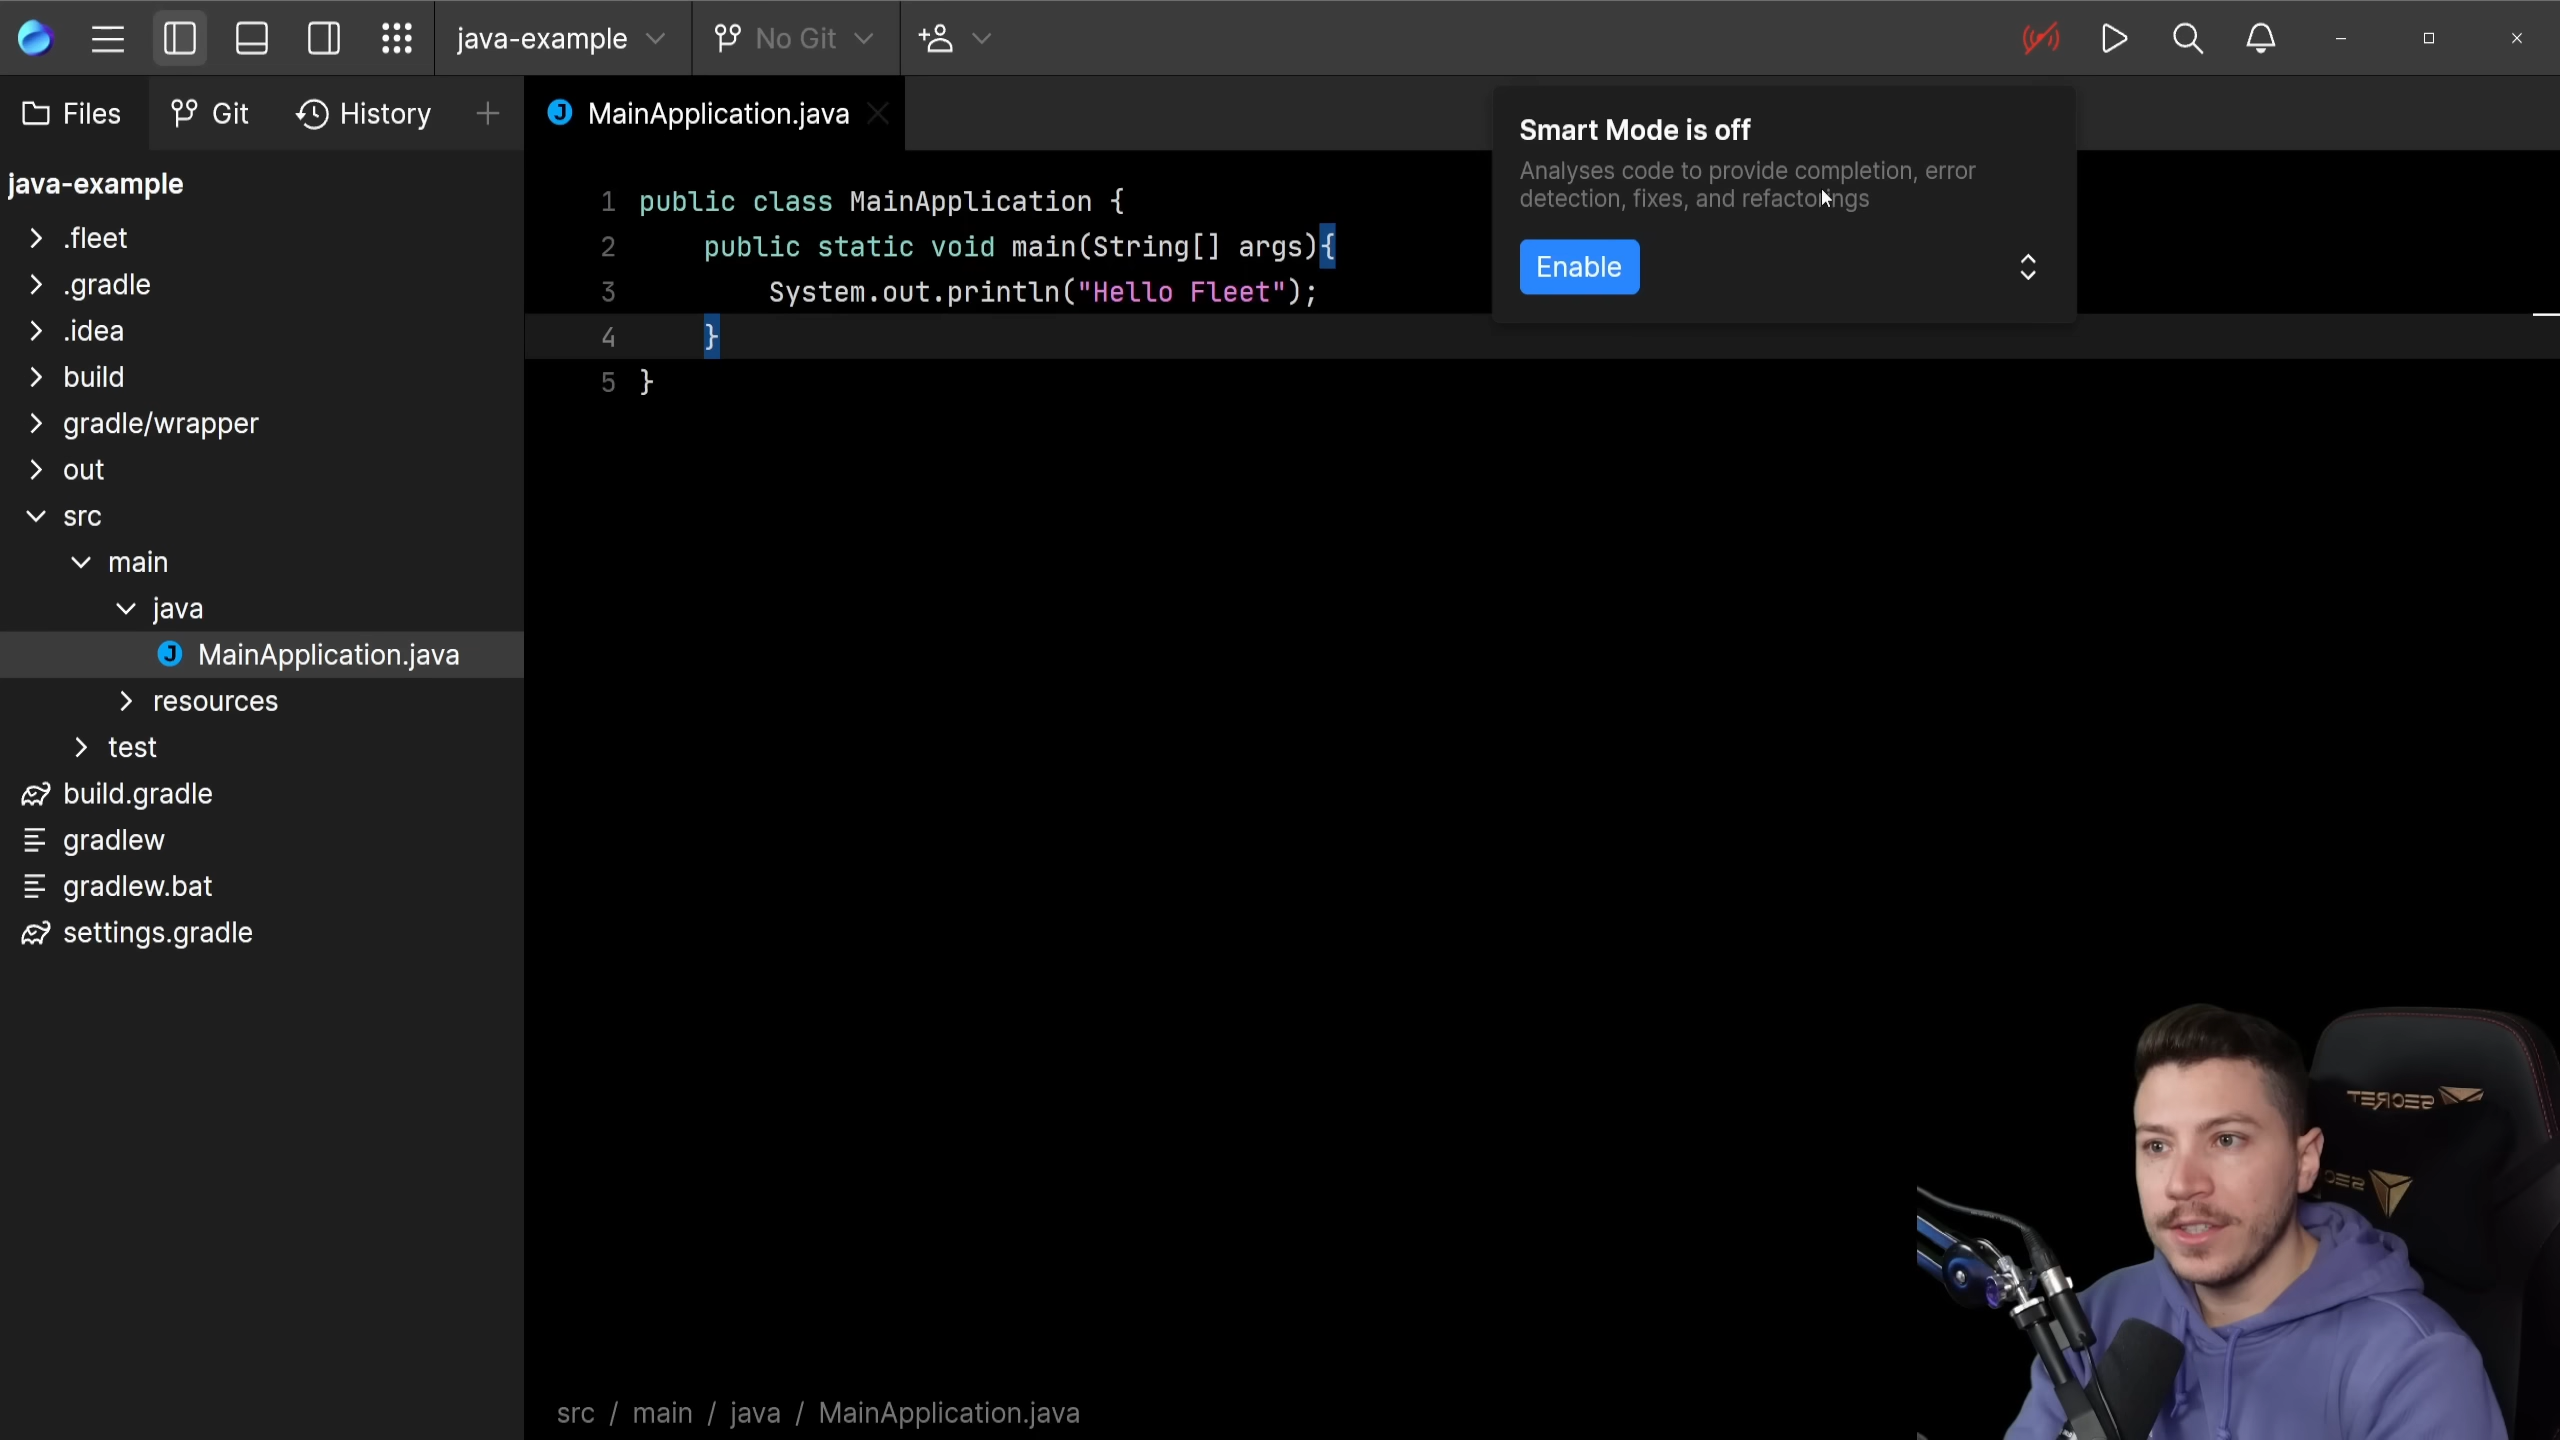 java-example
No Git
Files
Git
History
MainApplication.java
java-example
.fleet
.gradle
.idea
build
gradle/wrapper
out
src
main
java
MainApplication.java
resources
test
build.gradle
gradlew
gradlew.bat
settings.gradle
1 public class MainApplication {
2 public static void main(String[] args){
3 System.out.println("Hello Fleet");
4 }
5 }
Smart Mode is off
Analyses code to provide completion, error
detection, fixes, and refactorings
Enable
src / main / java / MainApplication.java
SECRET
SEC